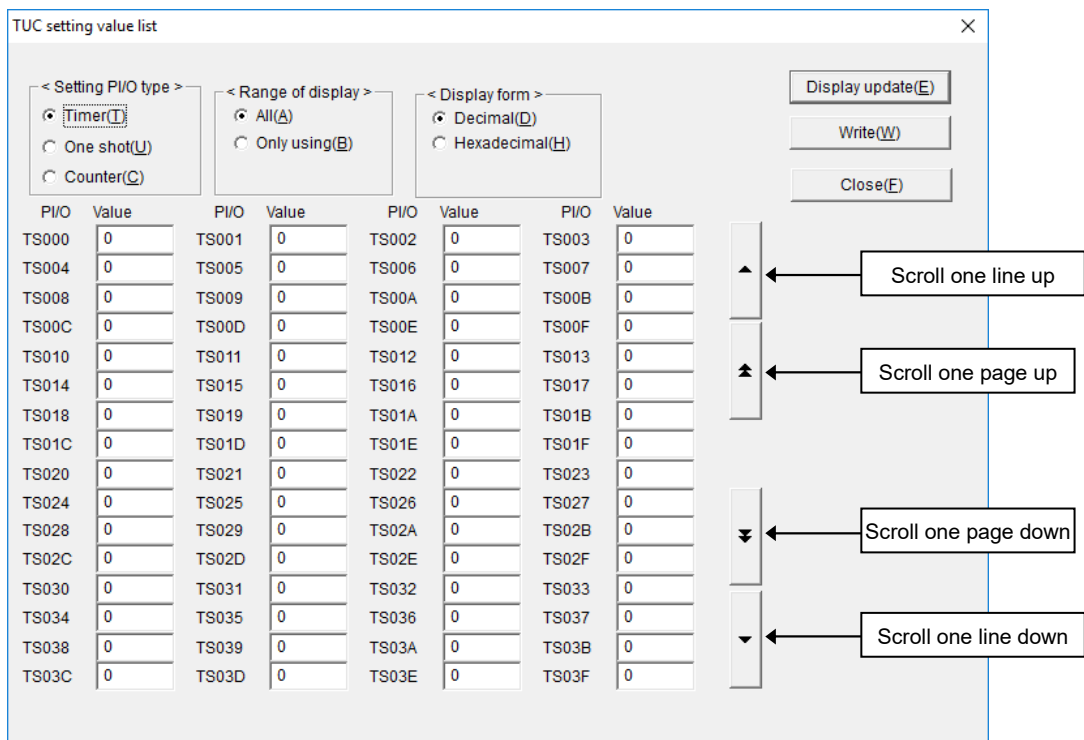 TUC setting value list
< Setting PI/O type >
Timer(T)
One shot(U)
Counter(C)
< Range of display >
All(A)
Only using(B)
< Display form >
Decimal(D)
Hexadecimal(H)
Display update(E)
Write(W)
Close(F)
PI/O Value PI/O Value PI/O Value PI/O Value
TS000 0 TS001 0 TS002 0 TS003 0
TS004 0 TS005 0 TS006 0 TS007 0
TS008 0 TS009 0 TS00A 0 TS00B 0
TS00C 0 TS00D 0 TS00E 0 TS00F 0
TS010 0 TS011 0 TS012 0 TS013 0
TS014 0 TS015 0 TS016 0 TS017 0
TS018 0 TS019 0 TS01A 0 TS01B 0
TS01C 0 TS01D 0 TS01E 0 TS01F 0
TS020 0 TS021 0 TS022 0 TS023 0
TS024 0 TS025 0 TS026 0 TS027 0
TS028 0 TS029 0 TS02A 0 TS02B 0
TS02C 0 TS02D 0 TS02E 0 TS02F 0
TS030 0 TS031 0 TS032 0 TS033 0
TS034 0 TS035 0 TS036 0 TS037 0
TS038 0 TS039 0 TS03A 0 TS03B 0
TS03C 0 TS03D 0 TS03E 0 TS03F 0
Scroll one line up
Scroll one page up
Scroll one page down
Scroll one line down